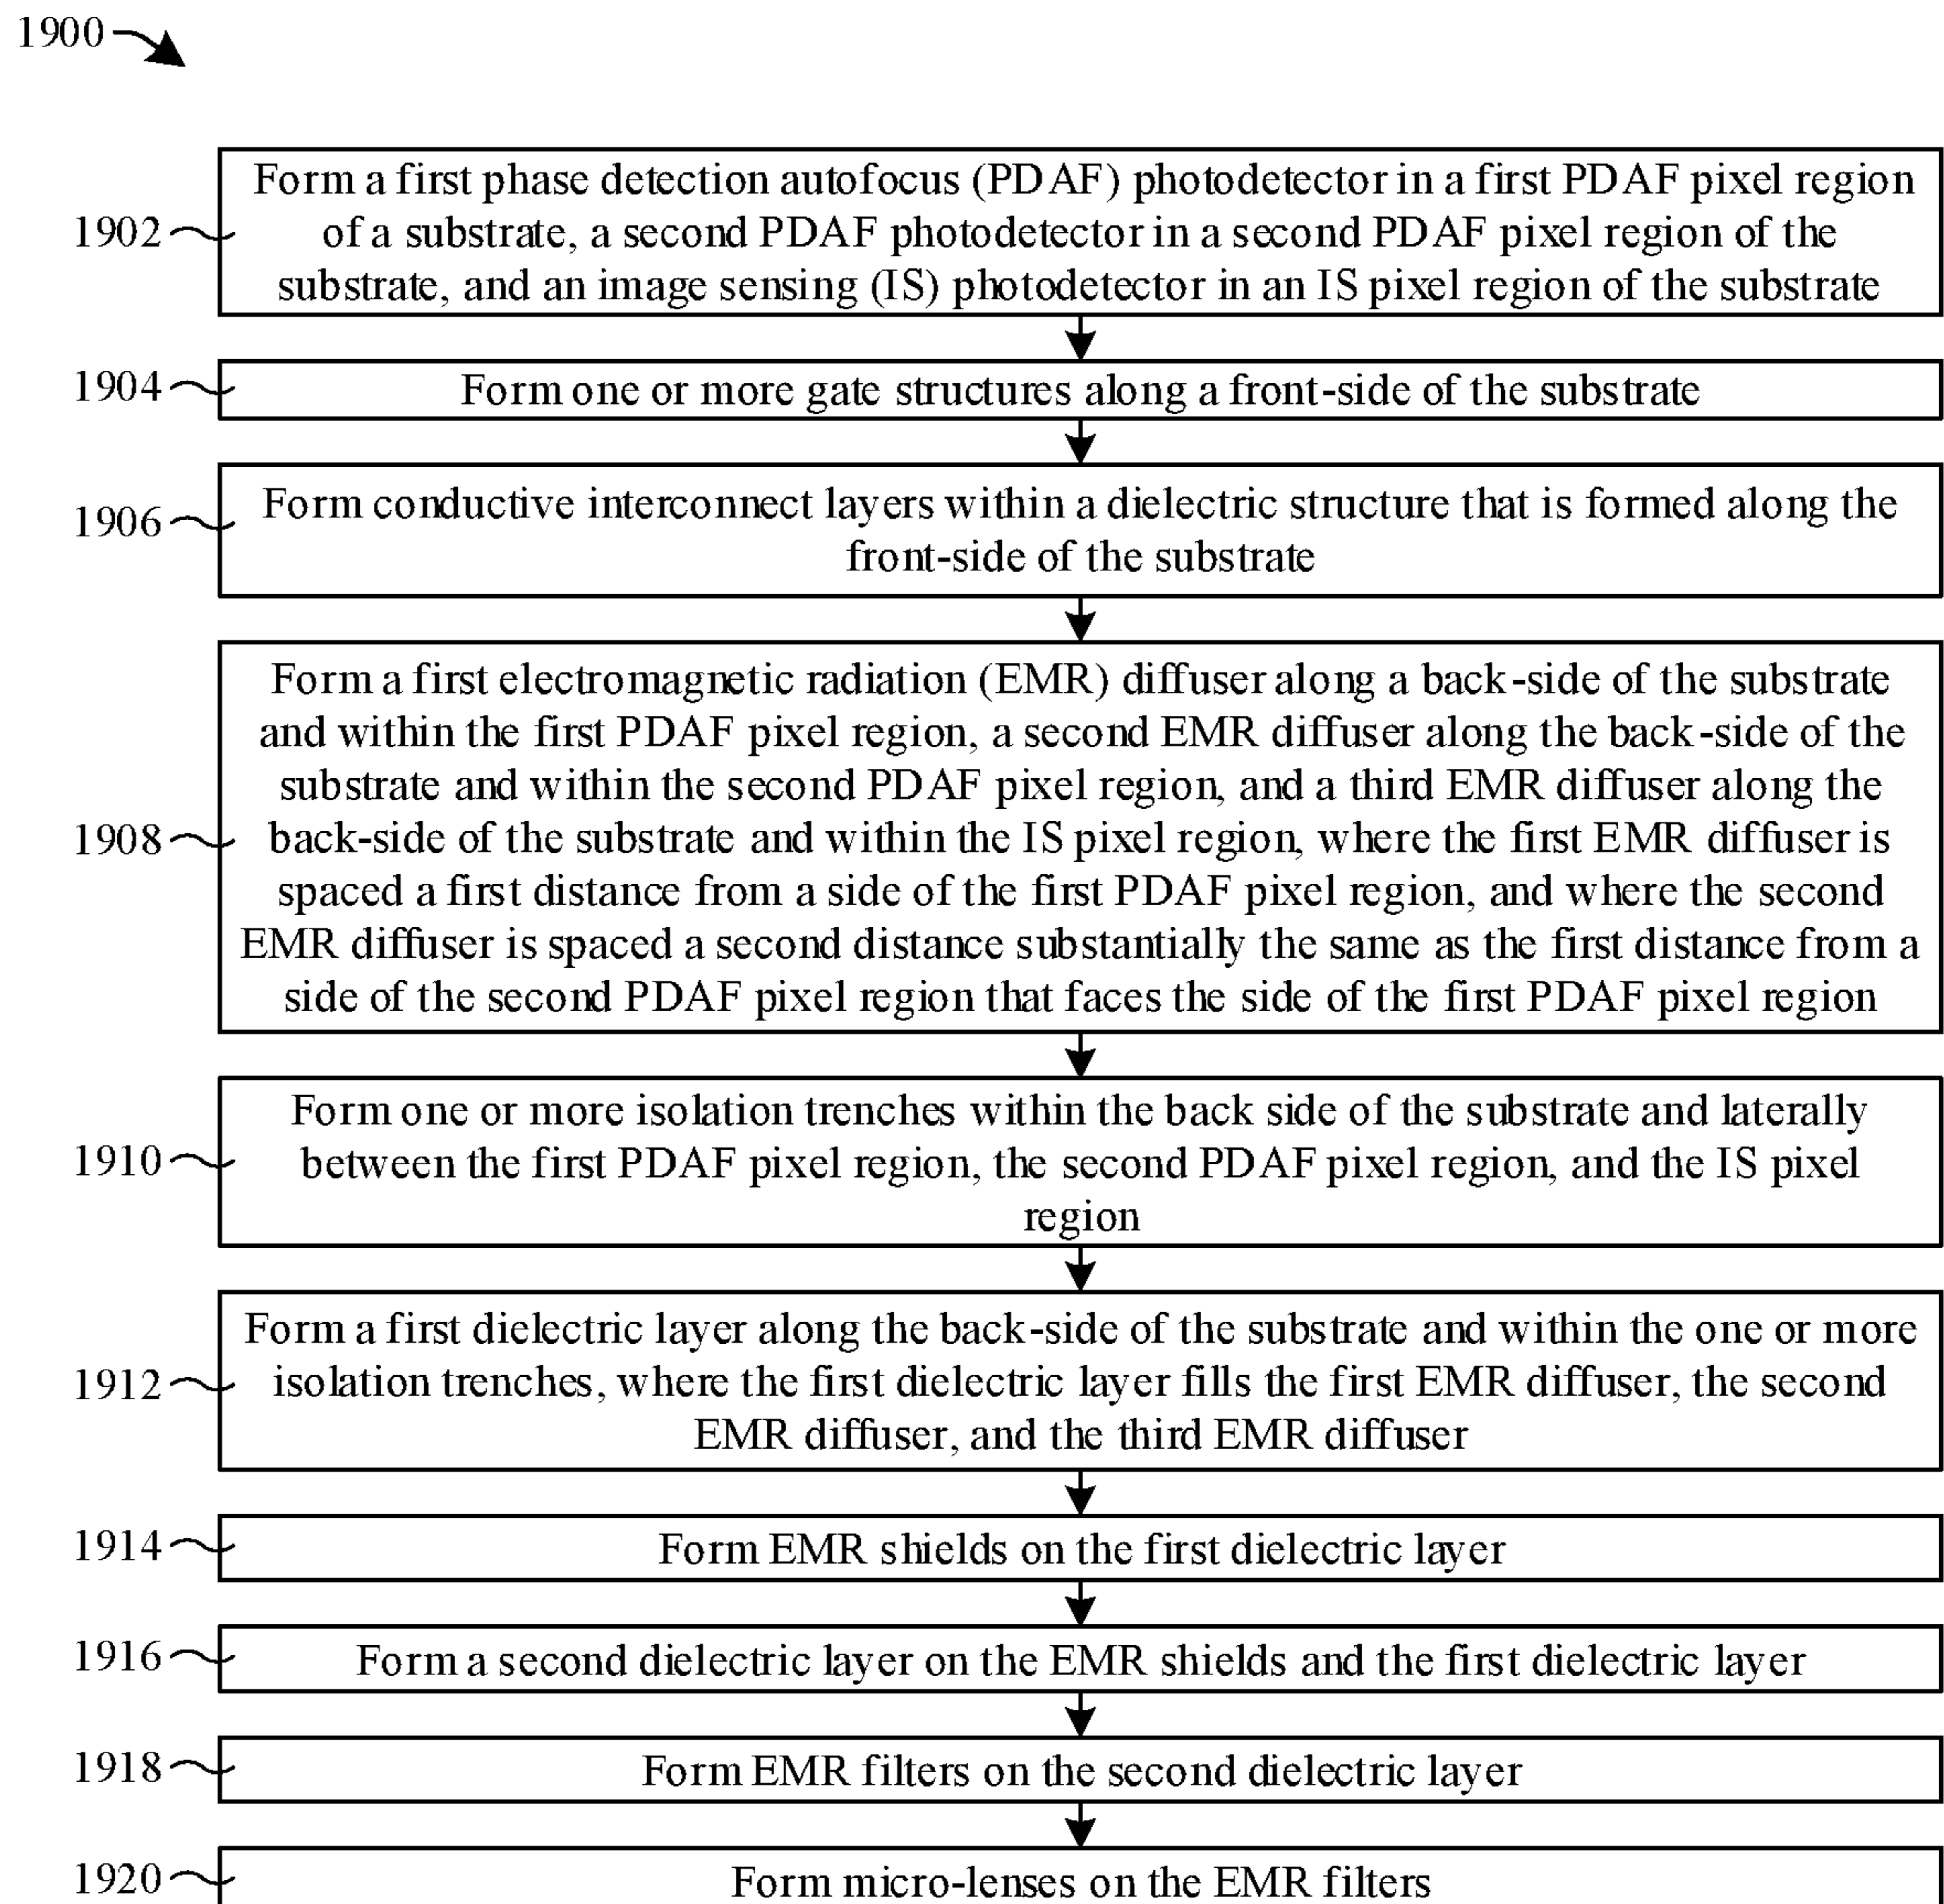 1900
1902
Form a first phase detection autofocus (PDAF) photodetector in a first PDAF pixel region
of a substrate, a second PDAF photodetector in a second PDAF pixel region of the
substrate, and an image sensing (IS) photodetector in an IS pixel region of the substrate
1904
Form one or more gate structures along a front-side of the substrate
1906
Form conductive interconnect layers within a dielectric structure that is formed along the
front-side of the substrate
1908
Form a first electromagnetic radiation (EMR) diffuser along a back-side of the substrate
and within the first PDAF pixel region, a second EMR diffuser along the back-side of the
substrate and within the second PDAF pixel region, and a third EMR diffuser along the
back-side of the substrate and within the IS pixel region, where the first EMR diffuser is
spaced a first distance from a side of the first PDAF pixel region, and where the second
EMR diffuser is spaced a second distance substantially the same as the first distance from a
side of the second PDAF pixel region that faces the side of the first PDAF pixel region
1910
Form one or more isolation trenches within the back side of the substrate and laterally
between the first PDAF pixel region, the second PDAF pixel region, and the IS pixel
region
1912
Form a first dielectric layer along the back-side of the substrate and within the one or more
isolation trenches, where the first dielectric layer fills the first EMR diffuser, the second
EMR diffuser, and the third EMR diffuser
1914
Form EMR shields on the first dielectric layer
1916
Form a second dielectric layer on the EMR shields and the first dielectric layer
1918
Form EMR filters on the second dielectric layer
1920
Form micro-lenses on the EMR filters